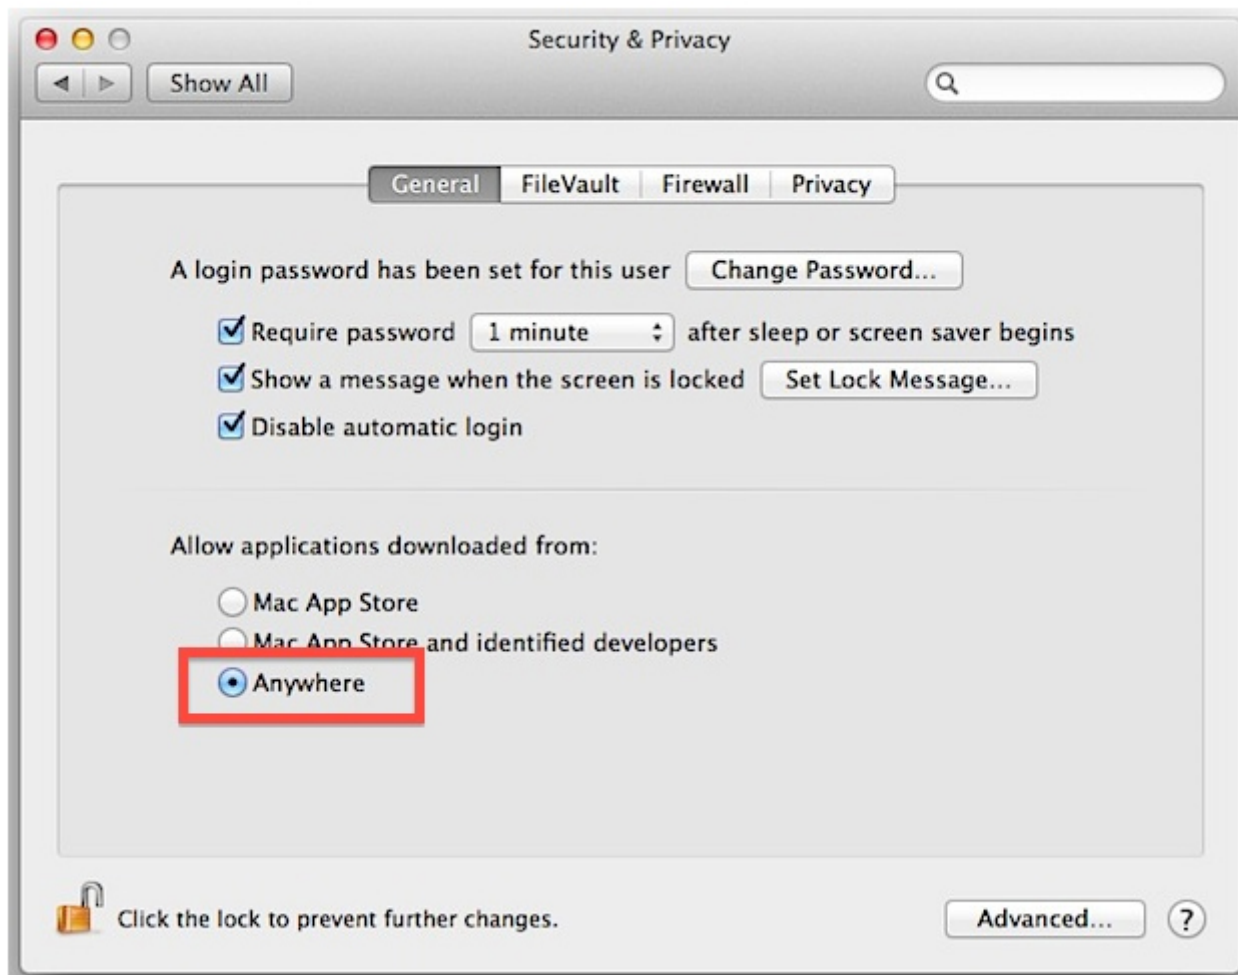 Security & Privacy
Show All
General FileVault Firewall Privacy
A login password has been set for this user Change Password...
Require password 1 minute after sleep or screen saver begins
Show a message when the screen is locked Set Lock Message...
Disable automatic login
Allow applications downloaded from:
Mac App Store
Mac App Store and identified developers
Anywhere
Click the lock to prevent further changes. Advanced... ?